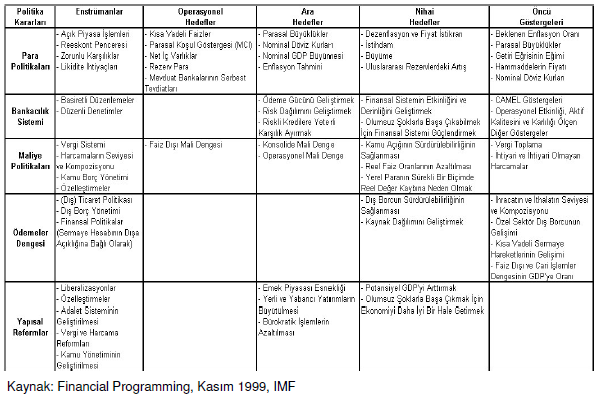 Politika Kararları
Enstrümanlar
Operasyonel Hedefler
Ara Hedefler
Nihai Hedefler
Öncü Göstergeleri
Para Politikaları
- Açık Piyasa İşlemleri
- Reeskont Penceresi
- Zorunlu Karşılıklar
- Likidite İhtiyaçları
- Kısa Vadeli Faizler
- Parasal Koşul Göstergesi (MCI)
- Net İç Varlıklar
- Rezerv Para
- Mevduat Bankalarının Serbest
Tevdiatları
- Parasal Büyüklükler
- Nominal Döviz Kurları
- Nominal GDP Büyümesi
- Enflasyon Tahmini
- Dezenflasyon ve Fiyat İstikrarı
- İstihdam
- Büyüme
- Uluslararası Rezervlerdeki Artış
- Beklenen Enflasyon Oranı
- Parasal Büyüklükler
- Getiri Eğrisinin Eğimi
- Hammaddelerin Fiyatı
- Nominal Döviz Kurları
Bankacılık Sistemi
- Basiretli Düzenlemeler
- Düzenli Denetimler
- Ödeme Gücünü Geliştirmek
- Risk Dağılımını Geliştirmek
- Riskli Kredilere Yeterli
Karşılık Ayırmak
- Finansal Sistemin Etkinliğini ve
Derinliğini Geliştirmek
- Olumsuz Şoklarla Başa Çıkabilmek
İçin Finansal Sistemi Güçlendirmek
- CAMEL Göstergeleri
- Operasyonel Etkinliği, Aktif
Kalitesini ve Karlılığı Ölçen
Diğer Göstergeler
Maliye Politikaları
- Vergi Sistemi
- Harcamaların Seviyesi
ve Kompozisyonu
- Kamu Borç Yönetimi
- Özelleştirmeler
- Faiz Dışı Mali Dengesi
- Konsolide Mali Denge
- Operasyonel Mali Denge
- Kamu Açığının Sürdürülebilirliğinin
Sağlanması
- Reel Faiz Oranlarının Azaltılması
- Yerel Paranın Sürekli Bir Biçimde
Reel Değer Kaybına Neden Olmak
- Vergi Toplama
- İhtiyari ve İhtiyari Olmayan
Harcamalar
Ödemeler Dengesi
- (Dış) Ticaret Politikası
- Dış Borç Yönetimi
- Finansal Politikalar
(Sermaye Hesabının Dışa
Açıklığına Bağlı Olarak)
- Dış Borcun Sürdürülebilirliğinin
Sağlanması
- Kaynak Dağılımını Geliştirmek
- İhracatın ve İthalatın Seviyesi
ve Kompozisyonu
- Özel Sektör Dış Borcunun
Gelişimi
- Kısa Vadeli Sermaye
Hareketlerinin Gelişimi
- Faiz Dışı ve Cari İşlemler
Dengesinin GDP'ye Oranı
Yapısal Reformlar
- Liberalizasyonlar
- Özelleştirmeler
- Adalet Sisteminin
Geliştirilmesi
- Vergi ve Harcama
Reformları
- Kamu Yönetiminin
Geliştirilmesi
- Emek Piyasası Esnekliği
- Yerli ve Yabancı Yatırımların
Büyütülmesi
- Bürokratik İşlemlerin
Azaltılması
- Potansiyel GDP'yi Arttırmak
- Olumsuz Şoklarla Başa Çıkmak İçin
Ekonomiyi Daha İyi Bir Hale Getirmek
Kaynak: Financial Programming, Kasım 1999, IMF